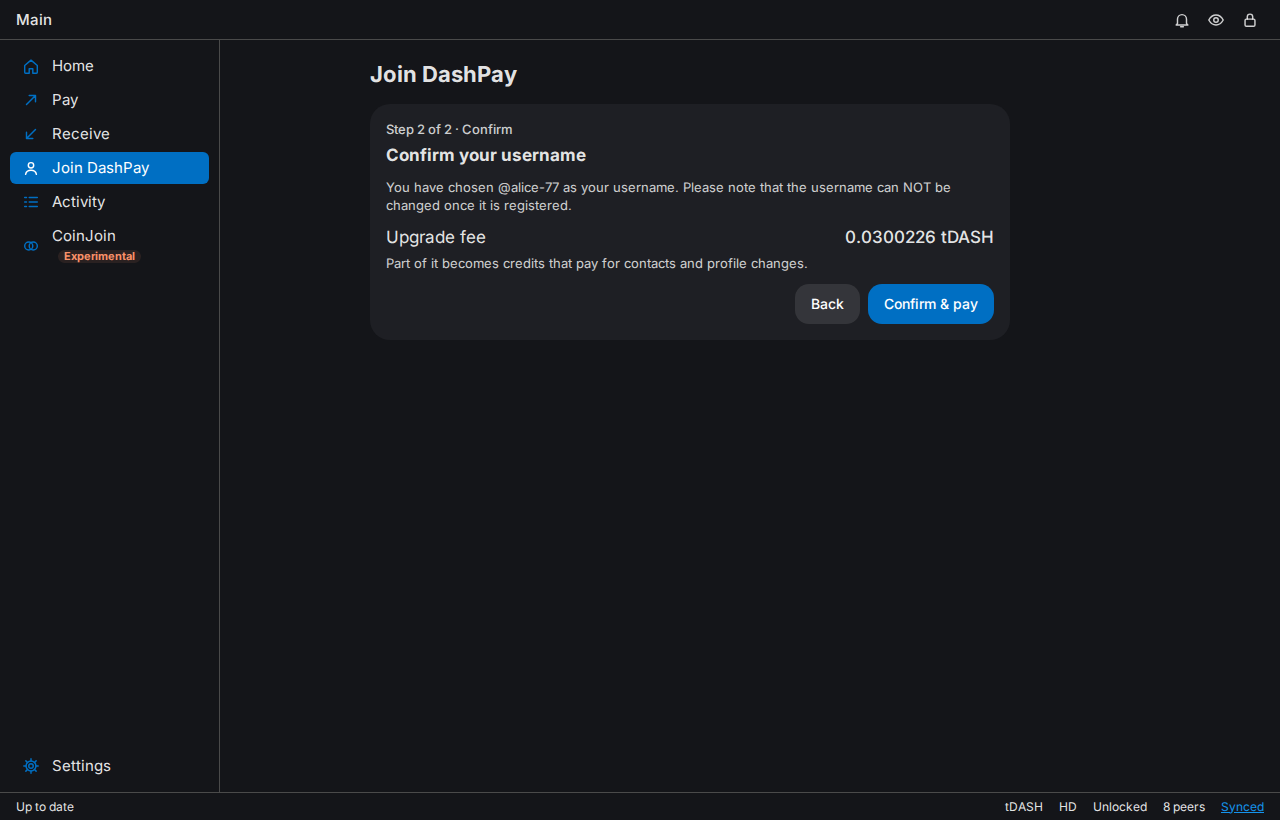 Main
Home
Pay
Receive
Join DashPay
Activity
CoinJoin
Experimental
Settings
Join DashPay
Step 2 of 2 · Confirm
Confirm your username
You have chosen @alice-77 as your username. Please note that the username can NOT be
changed once it is registered.
Upgrade fee 0.0300226 tDASH
Part of it becomes credits that pay for contacts and profile changes.
Back Confirm & pay
Up to date tDASH HD Unlocked 8 peers Synced